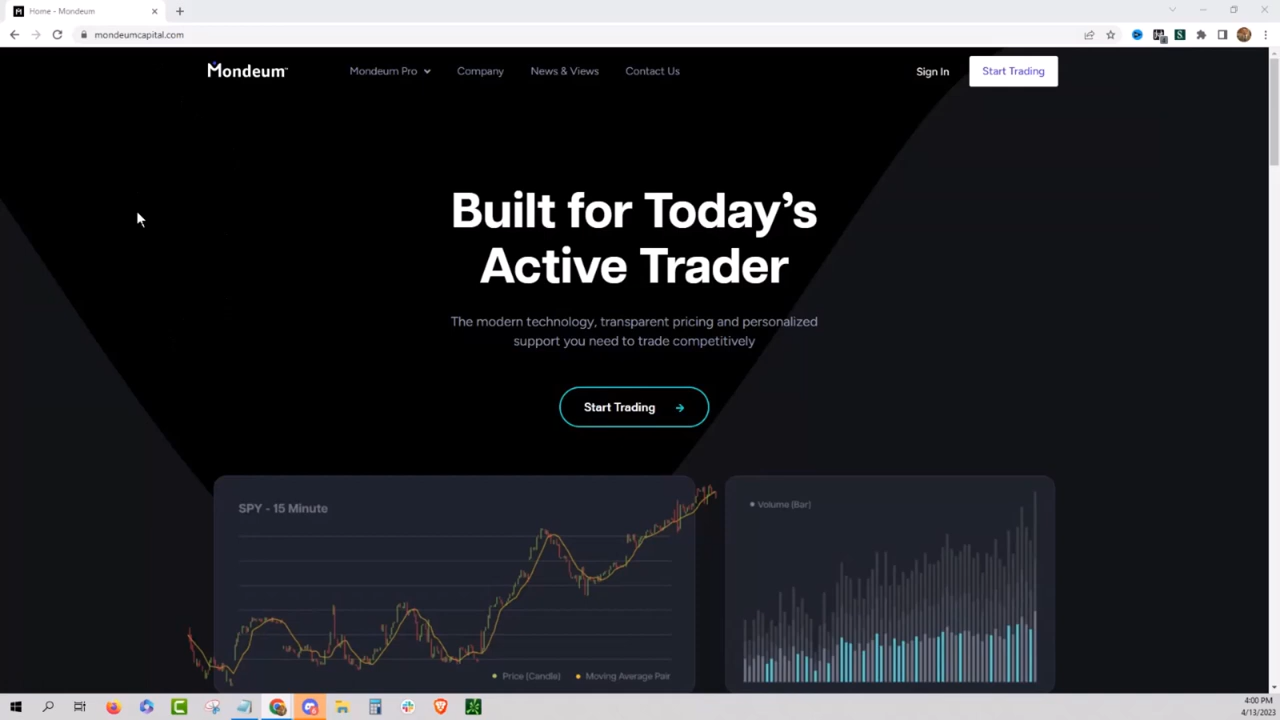 Home - Mondeum
mondeumcapital.com
Mondeum
Mondeum Pro
Company
News & Views
Contact Us
Sign In
Start Trading
Built for Today’s
Active Trader
The modern technology, transparent pricing and personalized
support you need to trade competitively
Start Trading
SPY - 15 Minute
Price (Candle)
Moving Average Pair
Volume (Bar)
4:00 PM
4/13/2023